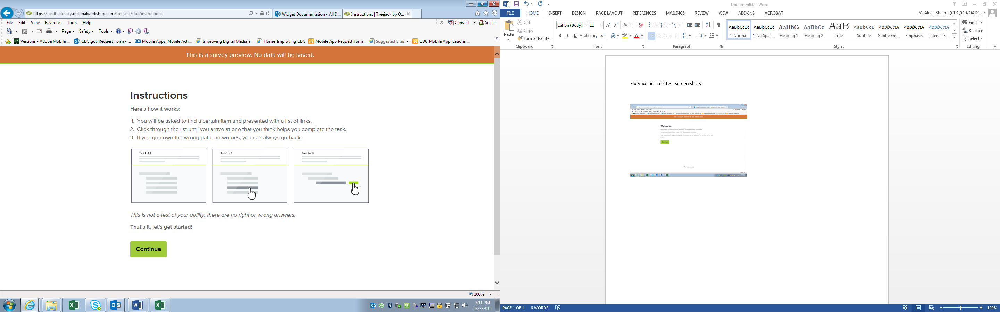 https://healthliteracy.optimalworkshop.com/treejack/flu1/instructions
Widget Documentation - All D...
Instructions | Treejack by O...
File Edit View Favorites Tools Help
Convert Select
Page Safety Tools
Versions - Adobe Mobile ... CDC.gov Request Form - ... CDC Mobile Apps Mobile Acti... Improving Digital Media a... Home Improving CDC Mobile App Request Form... Suggested Sites CDC Mobile Applications ...
This is a survey preview. No data will be saved.
Instructions
Here's how it works:
1. You will be asked to find a certain item and presented with a list of links.
2. Click through the list until you arrive at one that you think helps you complete the task.
3. If you go down the wrong path, no worries, you can always go back.
Task 1 of 4
Task 1 of 4
Task 1 of 4
This is not a test of your ability, there are no right or wrong answers.
That's it, let's get started!
Continue
100%
3:11 PM
6/23/2016
Document60 - Word
FILE HOME INSERT DESIGN PAGE LAYOUT REFERENCES MAILINGS REVIEW VIEW ADD-INS ACROBAT
McAleer, Sharon (CDC/OD/OADC)
Paste
Cut
Copy
Format Painter
Clipboard
Calibri (Body) 11
Font
Paragraph
AaBbCcDc AaBbCcDc AaBbC( AaBbCc AaB AaBbCcD AaBbCcDc AaBbCcDc AaBbCcDc
¶ Normal ¶ No Spac... Heading 1 Heading 2 Title Subtitle Subtle Em... Emphasis Intense E...
Styles
Find
Replace
Select
Editing
Flu Vaccine Tree Test screen shots
This is a survey preview. No data will be saved.
Welcome
Continue
PAGE 1 OF 1 6 WORDS
100%